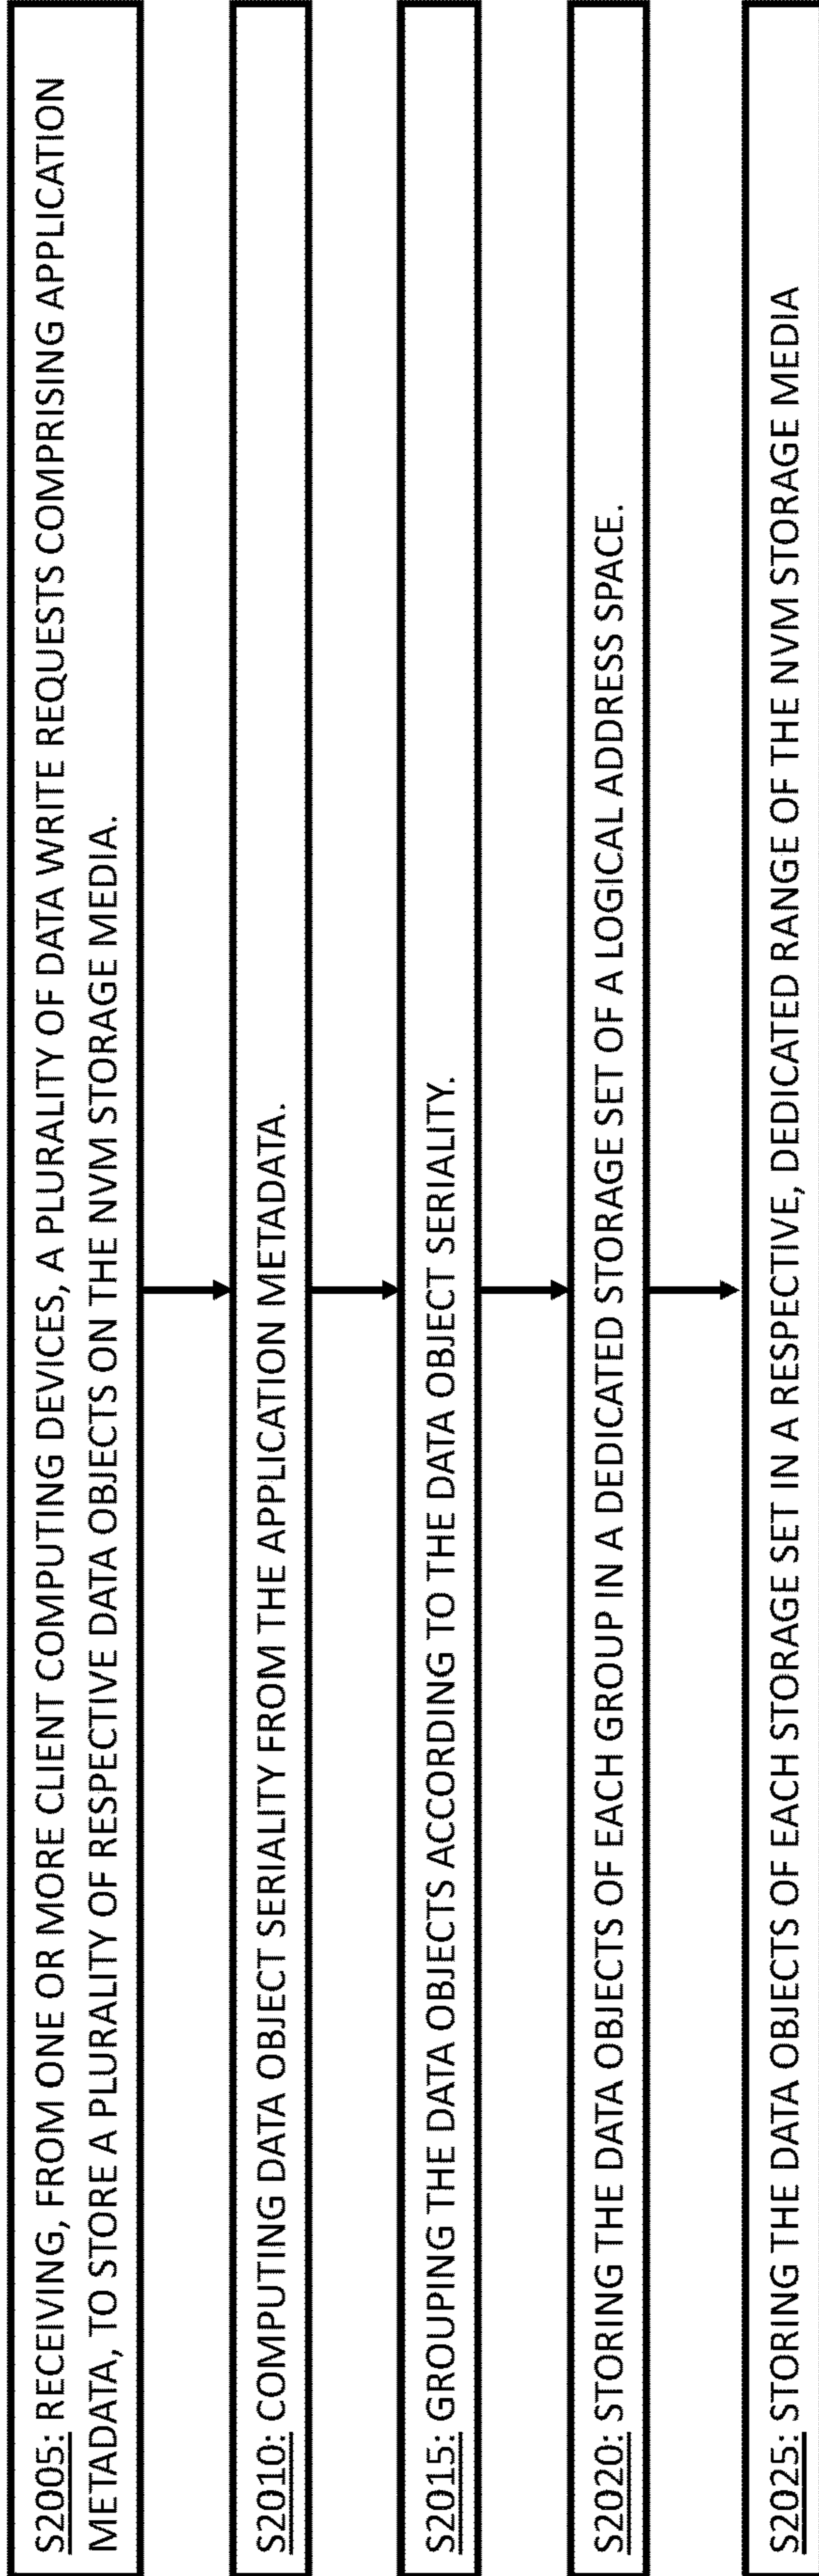 S2005: RECEIVING, FROM ONE OR MORE CLIENT COMPUTING DEVICES, A PLURALITY OF DATA WRITE REQUESTS COMPRISING APPLICATION
METADATA, TO STORE A PLURALITY OF RESPECTIVE DATA OBJECTS ON THE NVM STORAGE MEDIA.
S2010: COMPUTING DATA OBJECT SERIALITY FROM THE APPLICATION METADATA.
S2015: GROUPING THE DATA OBJECTS ACCORDING TO THE DATA OBJECT SERIALITY.
S2020: STORING THE DATA OBJECTS OF EACH GROUP IN A DEDICATED STORAGE SET OF A LOGICAL ADDRESS SPACE.
S2025: STORING THE DATA OBJECTS OF EACH STORAGE SET IN A RESPECTIVE, DEDICATED RANGE OF THE NVM STORAGE MEDIA